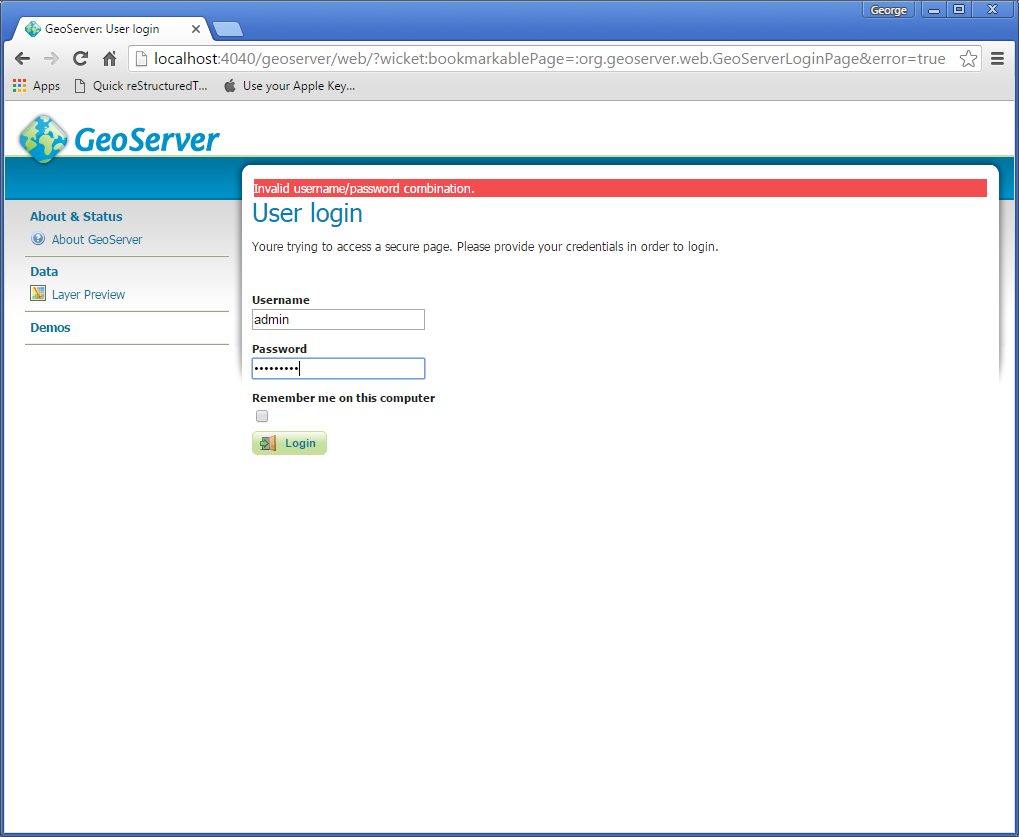 George
GeoServer: User login
localhost:4040/geoserver/web/?wicket:bookmarkablePage=:org.geoserver.web.GeoServerLoginPage&error=true
Apps Quick reStructuredT... Use your Apple Key...
GeoServer
Invalid username/password combination.
User login
Youre trying to access a secure page. Please provide your credentials in order to login.
About & Status
About GeoServer
Data
Layer Preview
Demos
Username
admin
Password
•••••••••
Remember me on this computer
Login